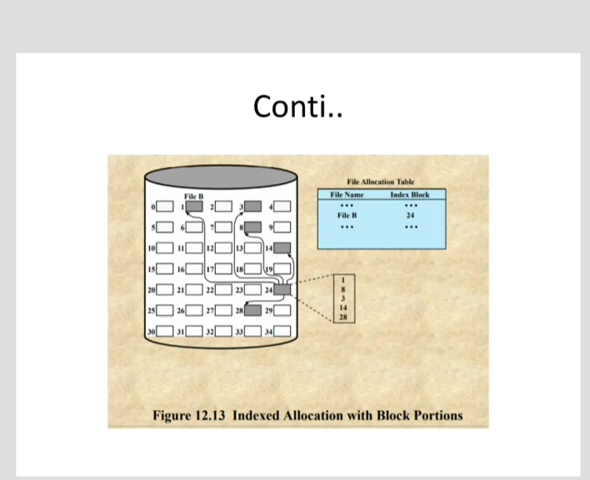 Conti..
File Allocation Table
File Name Index Block
... ...
File B 24
... ...
File B
0 1 2 3 4
5 6 7 8 9
10 11 12 13 14
15 16 17 18 19
20 21 22 23 24
25 26 27 28 29
30 31 32 33 34
1
8
3
14
28
Figure 12.13 Indexed Allocation with Block Portions